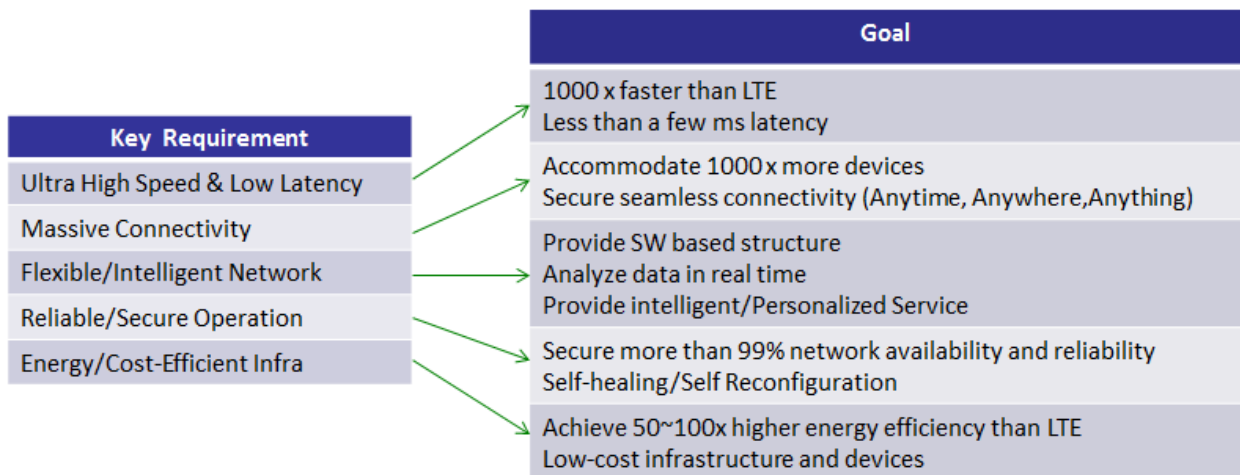 Key Requirement
Ultra High Speed & Low Latency
Massive Connectivity
Flexible/Intelligent Network
Reliable/Secure Operation
Energy/Cost-Efficient Infra
Goal
1000 x faster than LTE
Less than a few ms latency
Accommodate 1000 x more devices
Secure seamless connectivity (Anytime, Anywhere,Anything)
Provide SW based structure
Analyze data in real time
Provide intelligent/Personalized Service
Secure more than 99% network availability and reliability
Self-healing/Self Reconfiguration
Achieve 50~100x higher energy efficiency than LTE
Low-cost infrastructure and devices